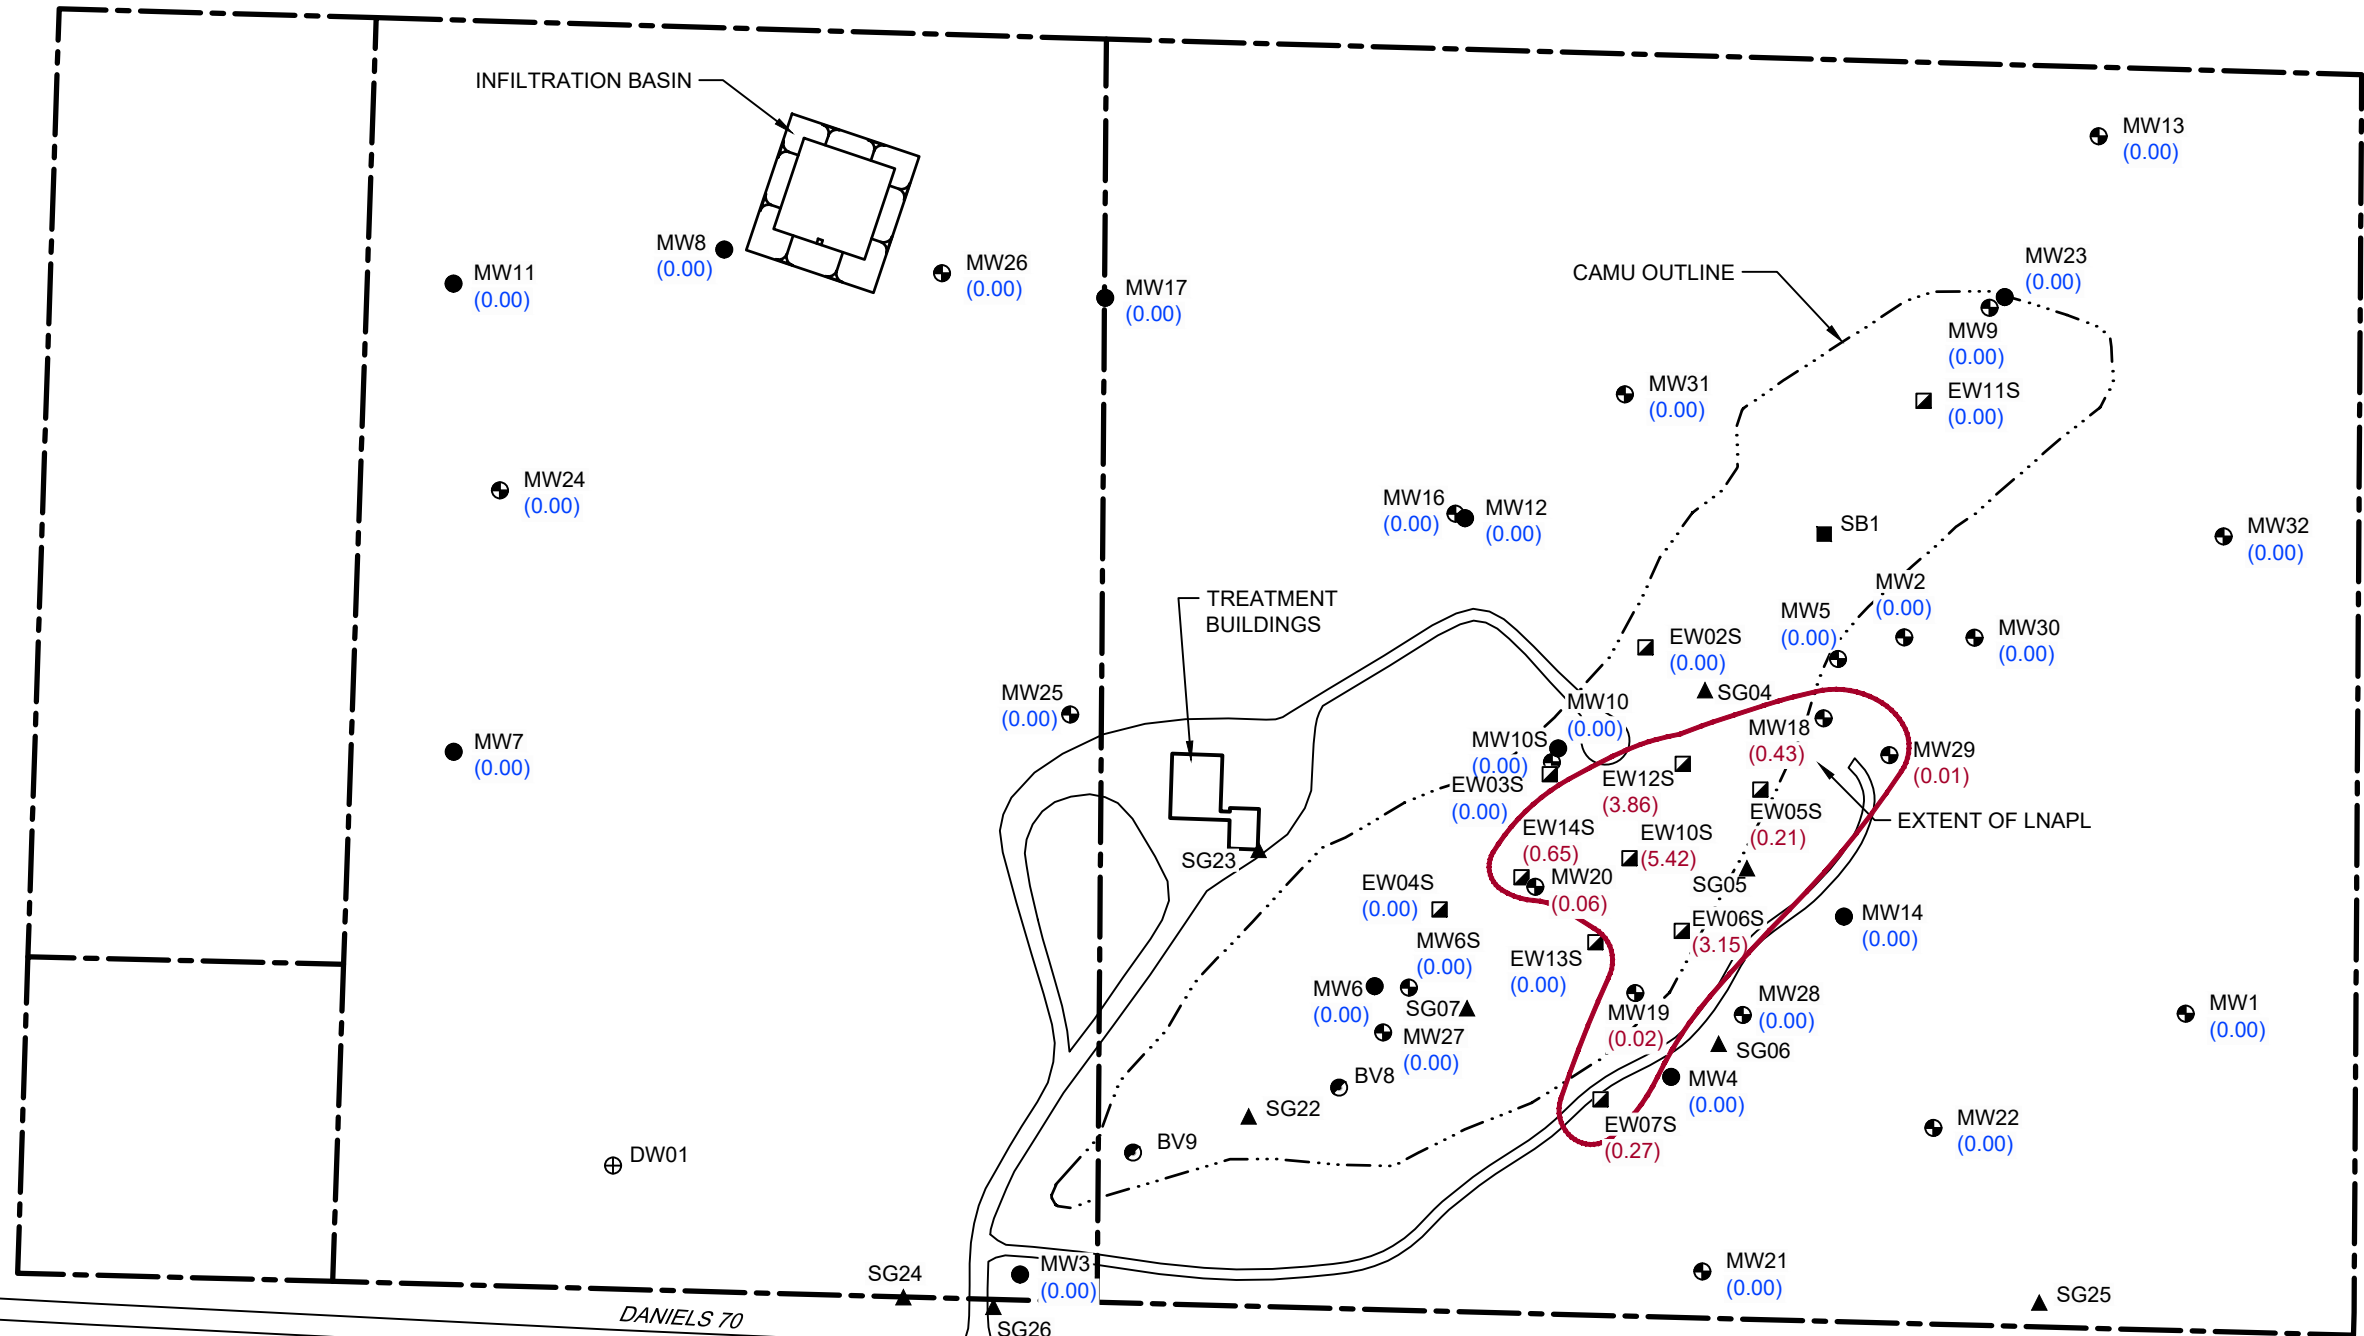 INFILTRATION BASIN
MW13
(0.00)
MW8
(0.00)
MW11
(0.00)
MW26
(0.00)
MW17
(0.00)
CAMU OUTLINE
MW23
(0.00)
MW9
(0.00)
MW31
(0.00)
EW11S
(0.00)
MW24
(0.00)
MW16
(0.00)
MW12
(0.00)
SB1
MW32
(0.00)
TREATMENT
BUILDINGS
MW2
(0.00)
MW5
(0.00)
MW30
(0.00)
EW02S
(0.00)
SG04
MW25
(0.00)
MW10
(0.00)
MW7
(0.00)
MW10S
(0.00)
EW03S
(0.00)
MW18
(0.43)
MW29
(0.01)
EW12S
(3.86)
EW05S
(0.21)
EXTENT OF LNAPL
EW14S
(0.65)
EW10S
(5.42)
SG23
MW20
(0.06)
SG05
EW04S
(0.00)
EW06S
(3.15)
MW14
(0.00)
MW6S
(0.00)
EW13S
(0.00)
MW6
(0.00)
SG07
MW19
(0.02)
MW28
(0.00)
MW1
(0.00)
MW27
(0.00)
SG06
BV8
MW4
(0.00)
SG22
EW07S
(0.27)
MW22
(0.00)
BV9
DW01
MW3
(0.00)
SG24
MW21
(0.00)
SG25
DANIELS 70
SG26